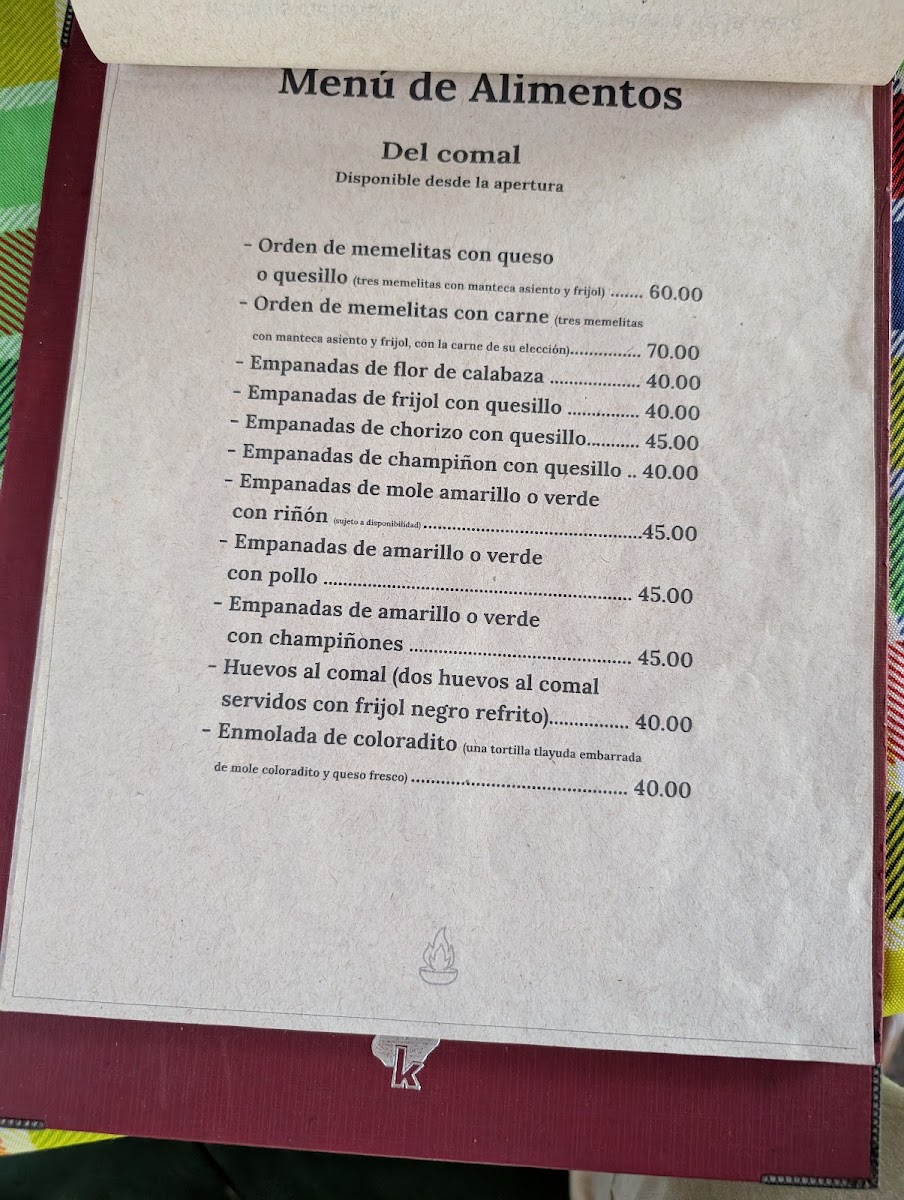 Menú de Alimentos
Del comal
Disponible desde la apertura
- Orden de memelitas con queso
o quesillo (tres memelitas con manteca asiento y frijol) ....... 60.00
- Orden de memelitas con carne (tres memelitas
con manteca asiento y frijol, con la carne de su elección)................ 70.00
- Empanadas de flor de calabaza ................... 40.00
- Empanadas de frijol con quesillo ............... 40.00
- Empanadas de chorizo con quesillo........... 45.00
- Empanadas de champiñon con quesillo .. 40.00
- Empanadas de mole amarillo o verde
con riñón (sujeto a disponibilidad) ..............................................45.00
- Empanadas de amarillo o verde
con pollo ................................................................ 45.00
- Empanadas de amarillo o verde
con champiñones .............................................. 45.00
- Huevos al comal (dos huevos al comal
servidos con frijol negro refrito)................ 40.00
- Enmolada de coloradito (una tortilla tlayuda embarrada
de mole coloradito y queso fresco) ............................................. 40.00
k